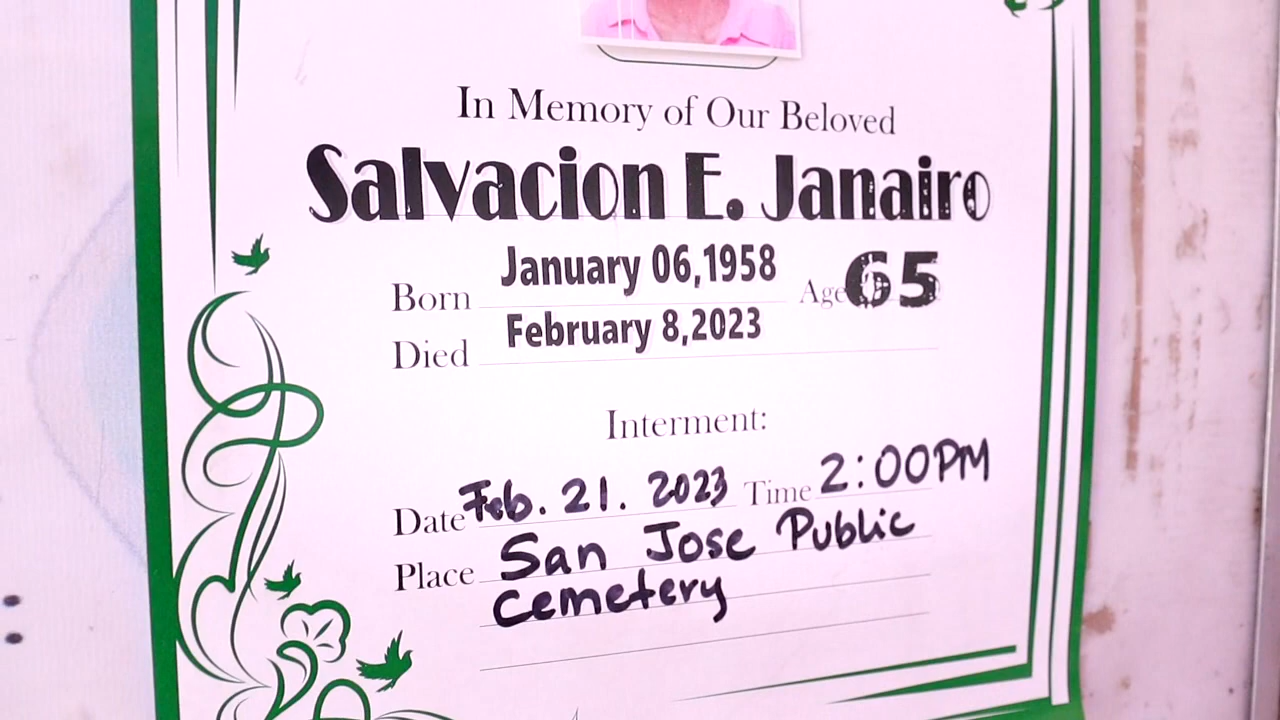 In Memory of Our Beloved
Salvacion E. Janairo
Born January 06,1958 Age 65
Died February 8,2023
Interment:
Date Feb. 21. 2023 Time 2:00PM
Place San Jose Public
Cemetery